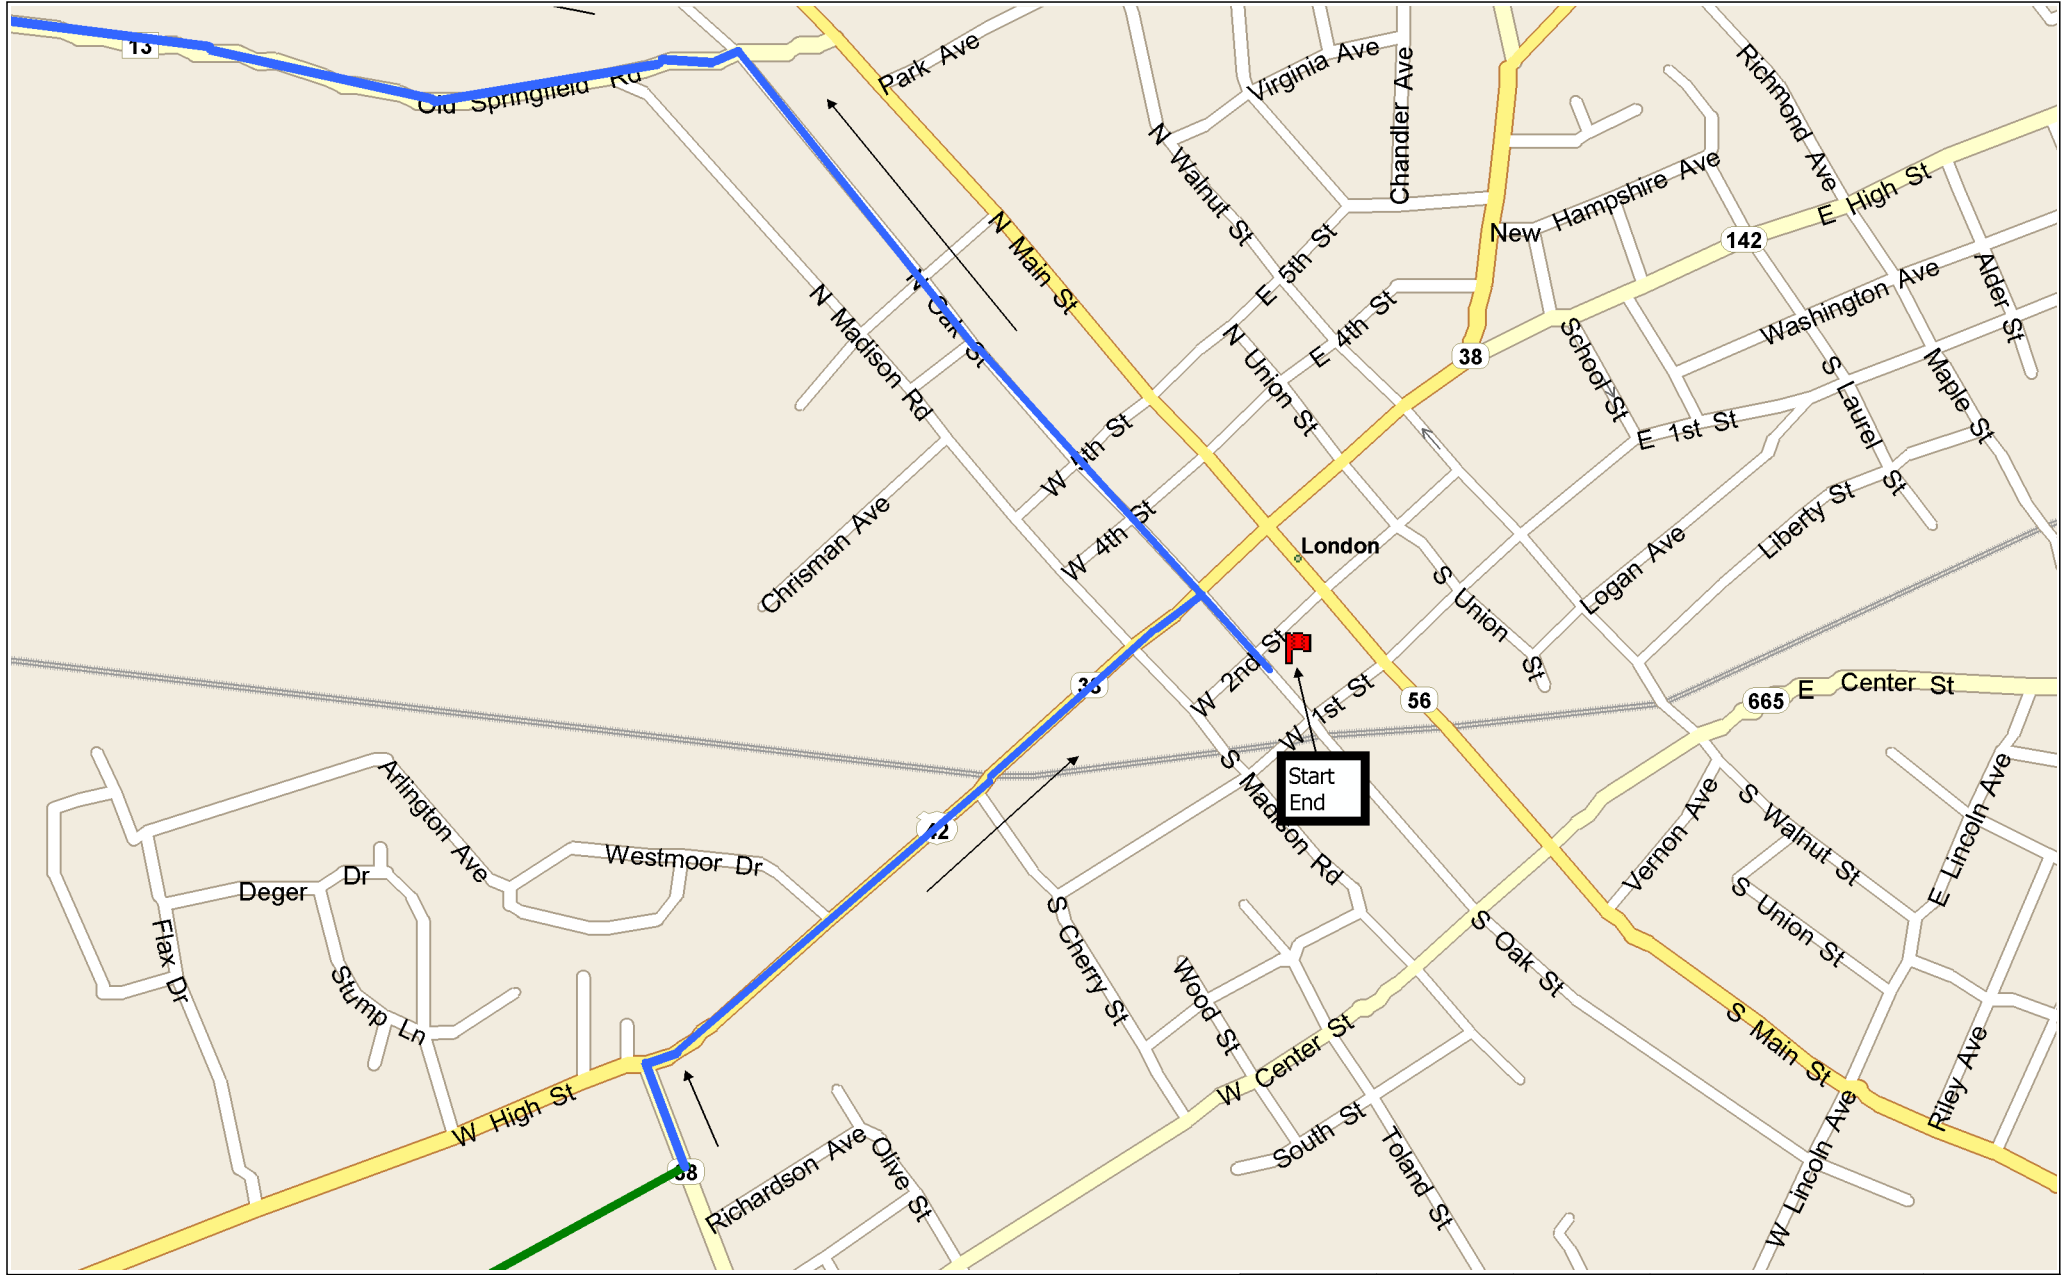 13
Old Springfield Rd
Park Ave
Virginia Ave
Chandler Ave
Richmond Ave
N Walnut St
Hampshire Ave
New
E High St
142
N Main St
E 5th St
Alder St
Washington Ave
N Oak St
N Madison Rd
E 4th St
N Union St
38
School St
S Laurel St
Maple St
E 1st St
W 5th St
W 4th St
Chrisman Ave
London
Liberty St
Logan Ave
S Union St
W 2nd St
38
W 1st St
56
665
E Center St
Start
End
S Madison Rd
42
Arlington Ave
Westmoor Dr
Deger Dr
Flax Dr
Stump Ln
S Cherry St
Wood St
Vernon Ave
S Walnut St
E Lincoln Ave
S Union St
S Oak St
S Main St
W Center St
Riley Ave
W High St
Richardson Ave
Olive St
South St
Toland St
W Lincoln Ave